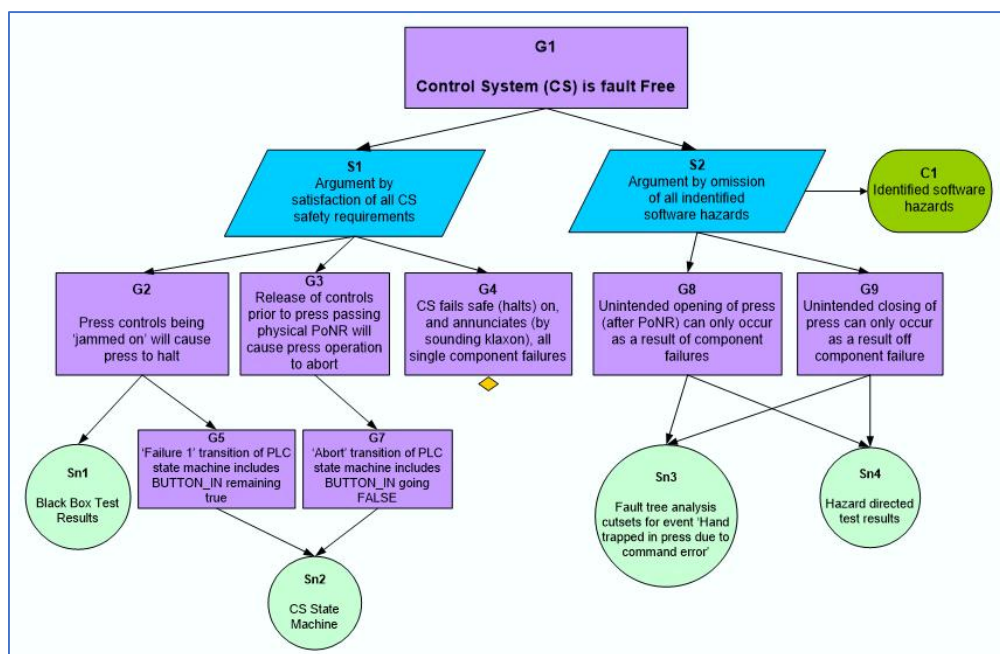 G1
Control System (CS) is fault Free
S1
Argument by
satisfaction of all CS
safety requirements
S2
Argument by omission
of all indentified
software hazards
C1
Identified software
hazards
G2
Press controls being
‘jammed on’ will cause
press to halt
G3
Release of controls
prior to press passing
physical PoNR will
cause press operation
to abort
G4
CS fails safe (halts) on,
and annunciates (by
sounding klaxon), all
single component failures
G8
Unintended opening of press
(after PoNR) can only occur
as a result of component
failures
G9
Unintended closing of
press can only occur
as a result off
component failure
Sn1
Black Box Test
Results
G5
‘Failure 1’ transition of PLC
state machine includes
BUTTON_IN remaining
true
G7
‘Abort’ transition of PLC
state machine includes
BUTTON_IN going
FALSE
Sn2
CS State
Machine
Sn3
Fault tree analysis
cutsets for event ‘Hand
trapped in press due to
command error’
Sn4
Hazard directed
test results